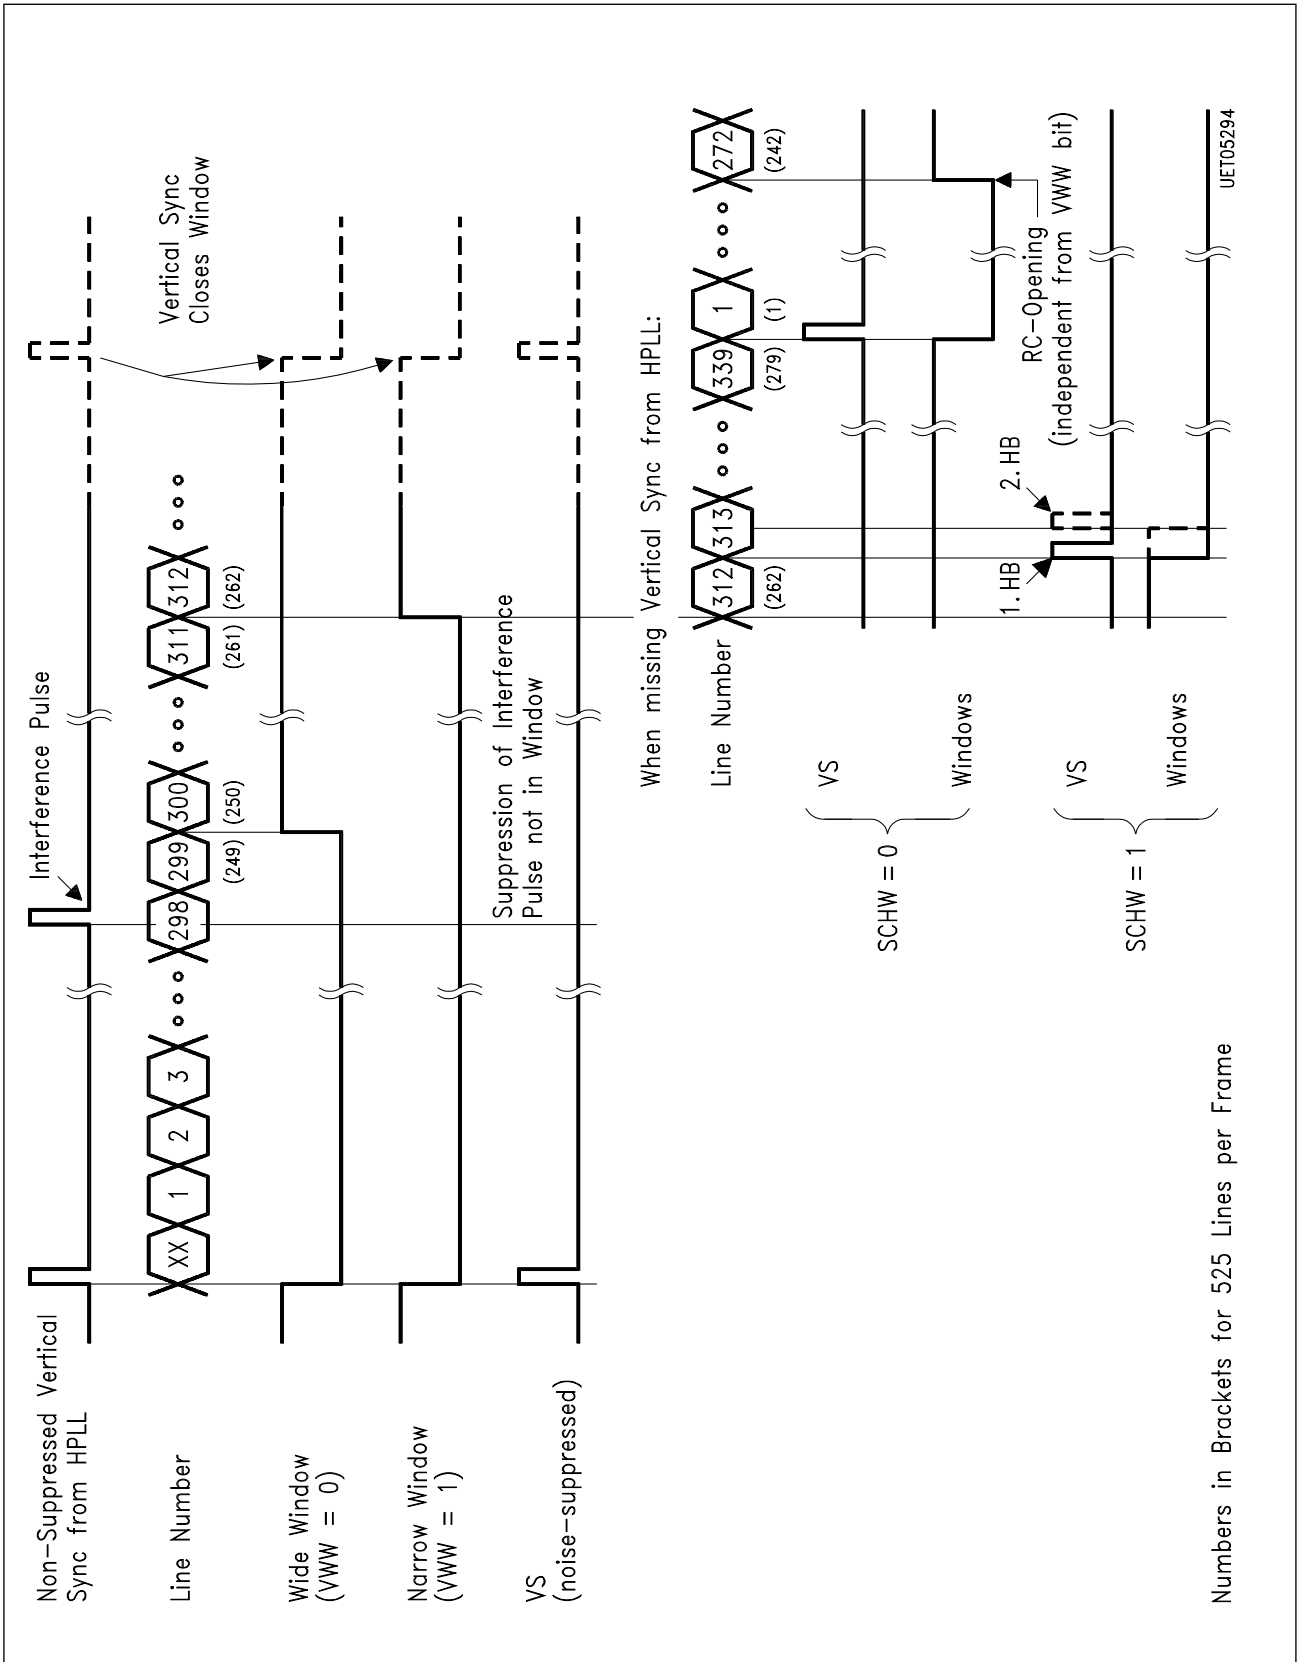 Non-Suppressed Vertical
Sync from HPLL
Interference Pulse
Vertical Sync
Closes Window
Line Number
XX 1 2 3 298 299 300 311 312
(249) (250) (261) (262)
Wide Window
(VWW = 0)
Narrow Window
(VWW = 1)
Suppression of Interference
Pulse not in Window
VS
(noise-suppressed)
When missing Vertical Sync from HPLL:
Line Number
312 313 339 1 272
(262) (279) (1) (242)
SCHW = 0
VS
Windows
RC-Opening
(independent from VWW bit)
SCHW = 1
VS
1. HB
2. HB
Windows
Numbers in Brackets for 525 Lines per Frame
UET05294